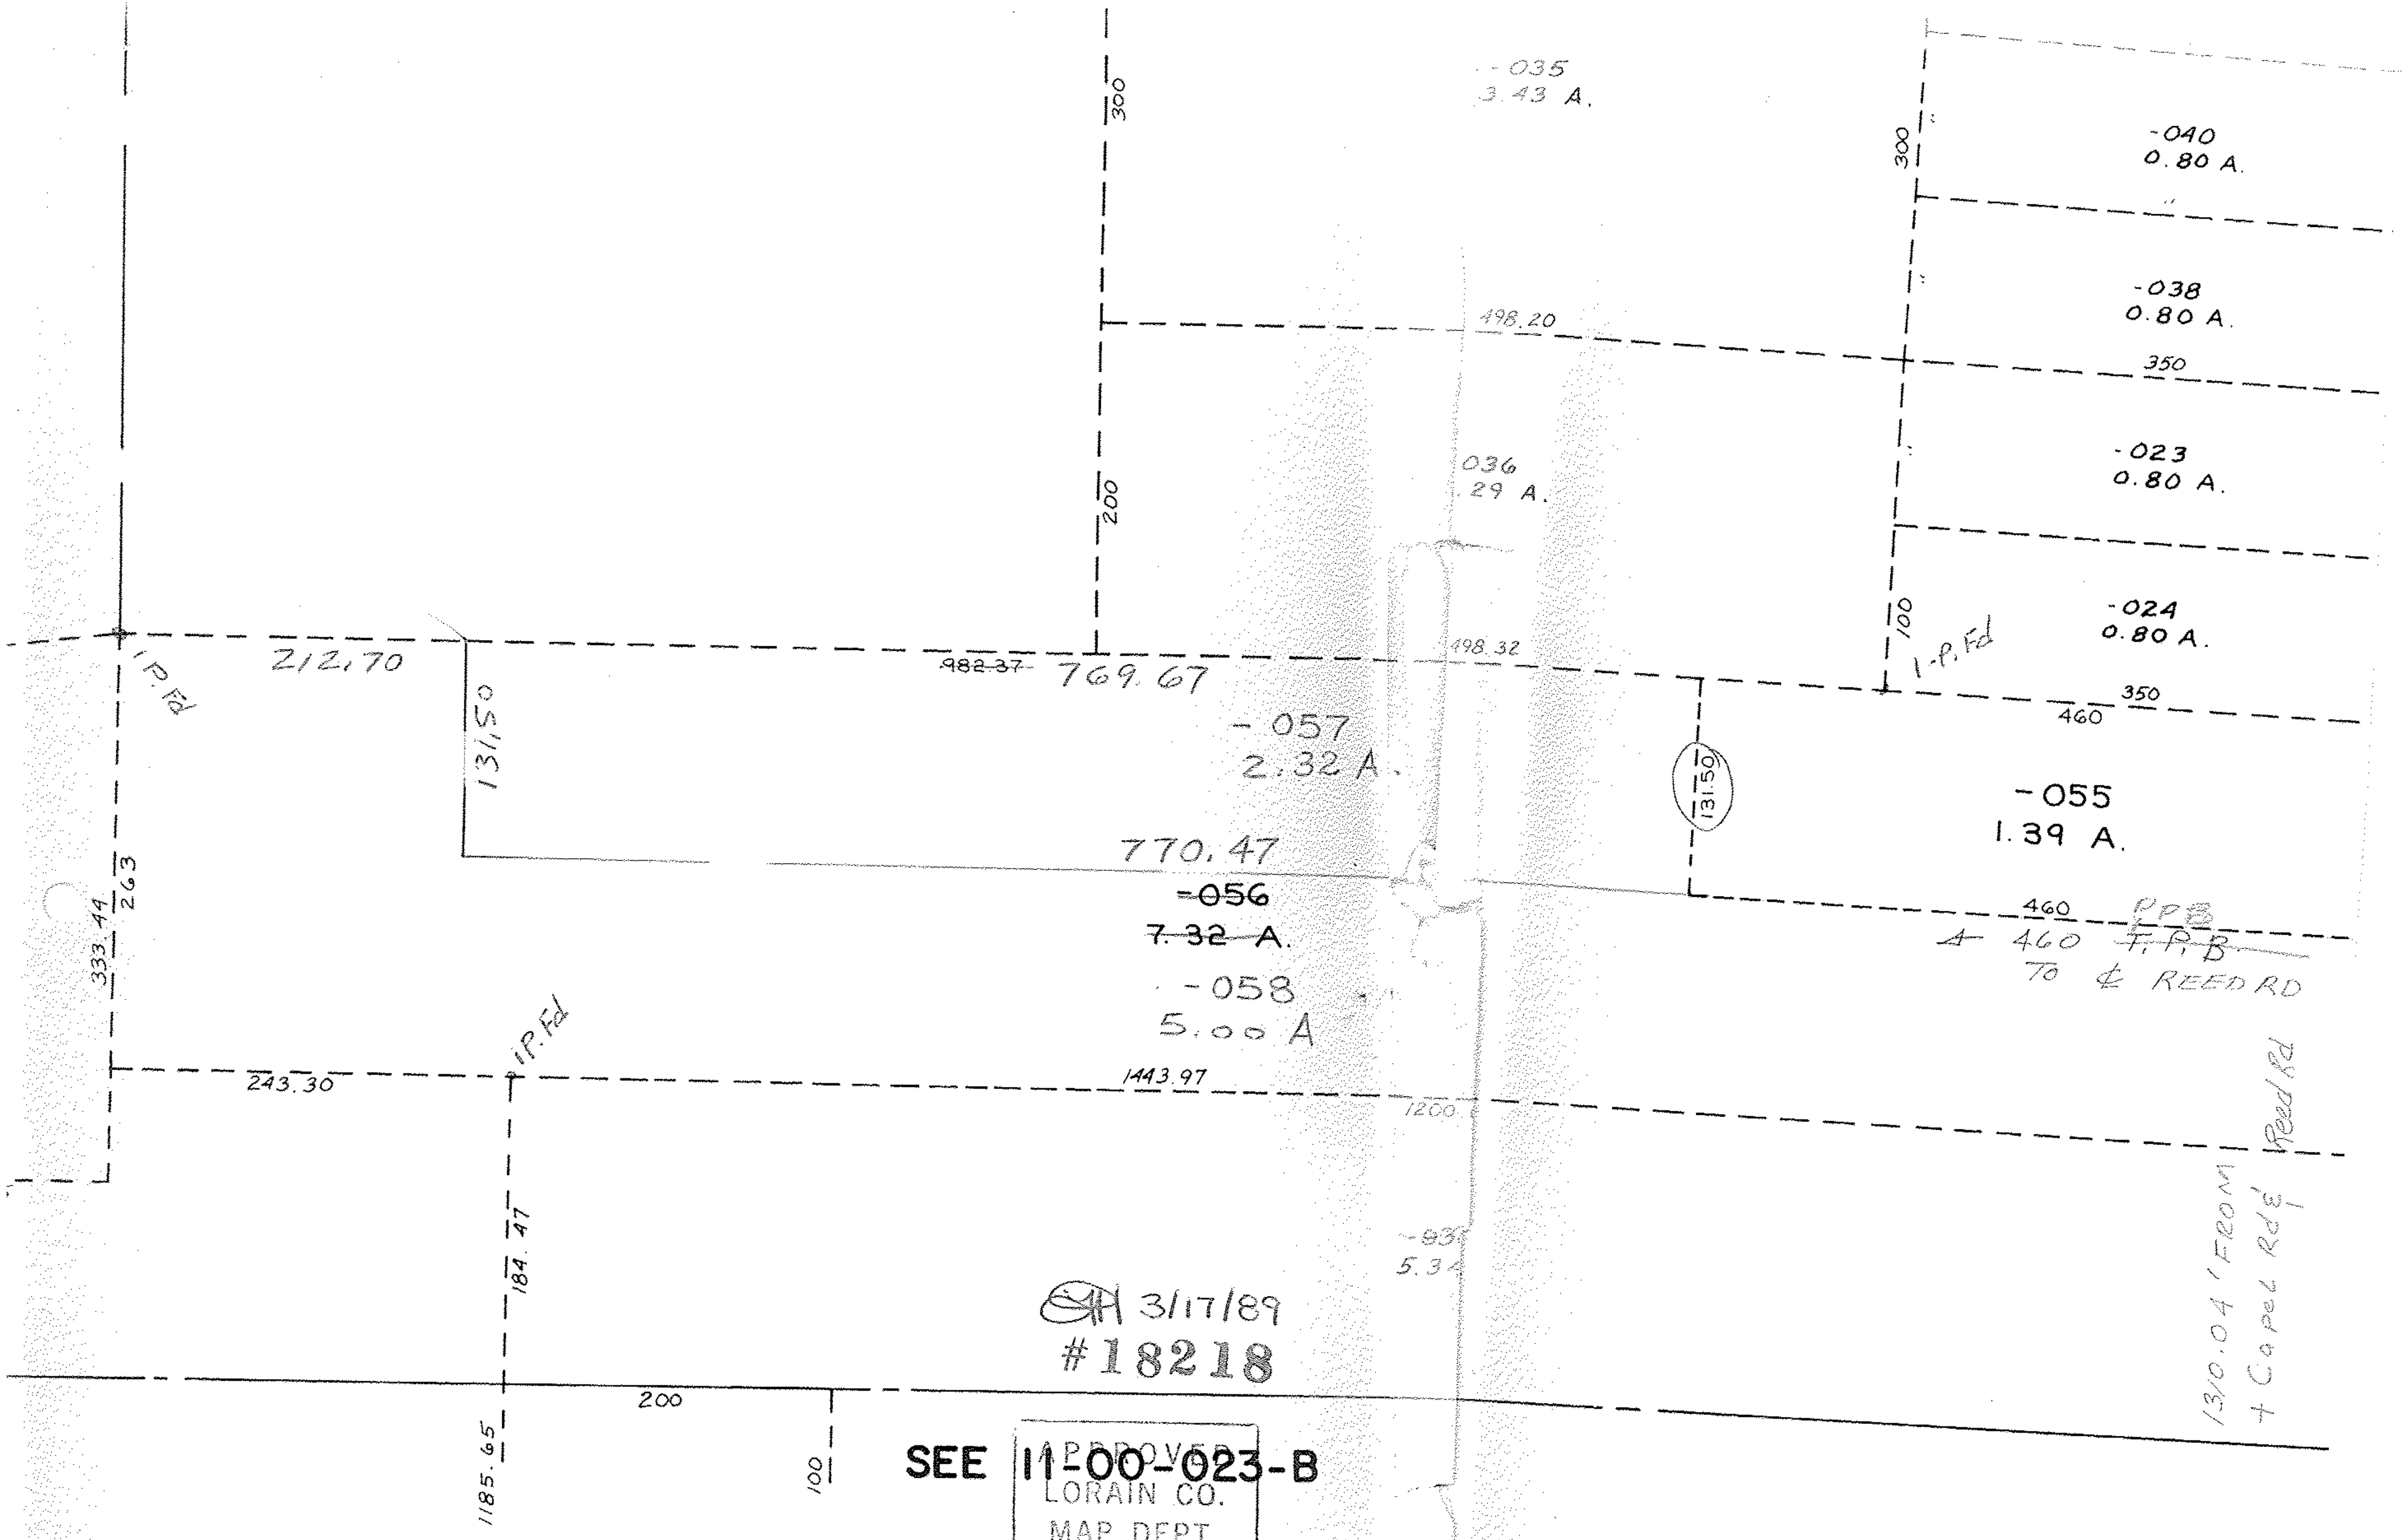 300
-035
3.43 A.
300
-040
0.80 A.
"
"
-038
0.80 A.
"
498.20
350
200
036
.29 A.
"
-023
0.80 A.
100
-024
0.80 A.
I.P. Fd
I.P. Fd
212.70
982.37
769.67
498.32
350
460
131.50
-057
2.32 A.
131.50
-055
1.39 A.
770.47
-056
7.32 A.
263
333.44
460
PPB
460
T.P.B
TO ℄ REED RD
-058
5.00 A
I.P. Fd
243.30
1443.97
1200
Reed Rd
184.47
5.3
1310.04' FROM
+ Capel Rd &
3/17/89
#18218
200
1185.65
100
SEE 11-00-023-B
APPROVED
LORAIN CO.
MAP DEPT